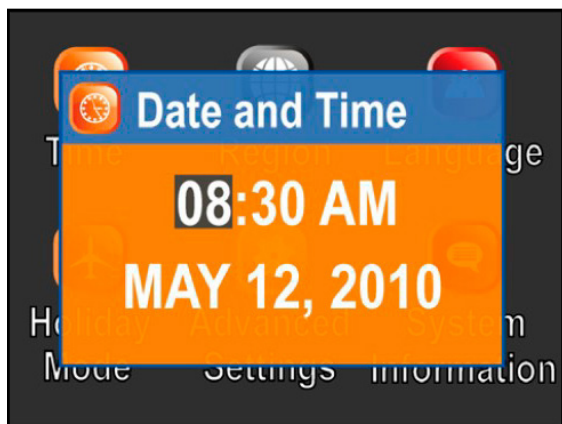 Date and Time
Time Region Language
08:30 AM
MAY 12, 2010
Holiday Advanced System
Mode Settings Information